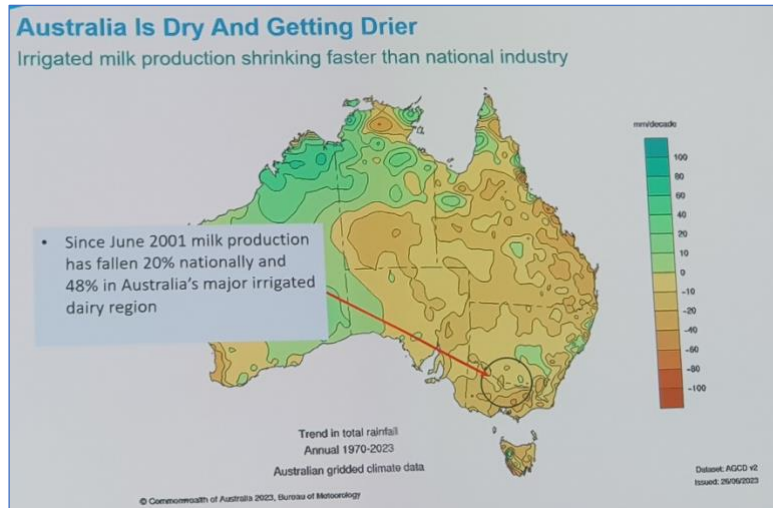 Australia Is Dry And Getting Drier
Irrigated milk production shrinking faster than national industry
mm/decade
100
80
60
40
20
10
0
-10
-20
-40
-60
-80
-100
• Since June 2001 milk production
has fallen 20% nationally and
48% in Australia's major irrigated
dairy region
Trend in total rainfall
Annual 1970-2023
Australian gridded climate data
Dataset: AGCD v2
Issued: 26/06/2023
© Commonwealth of Australia 2023, Bureau of Meteorology